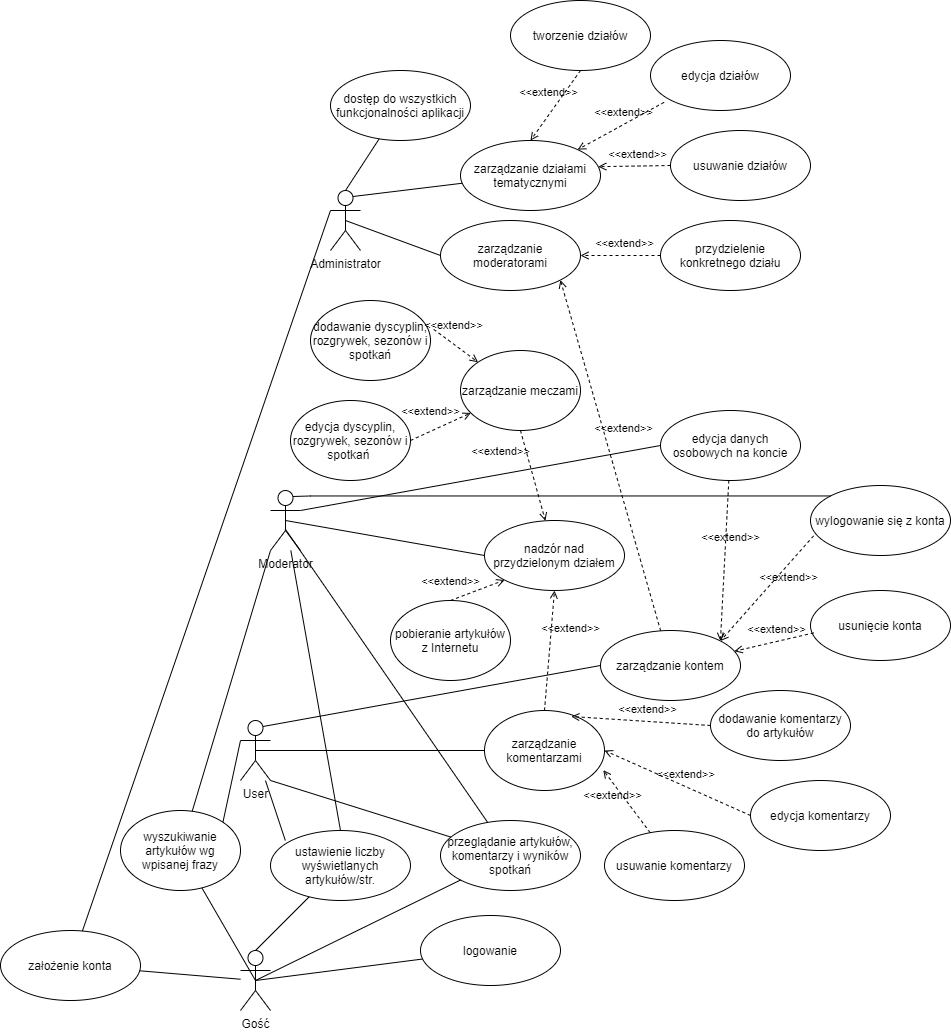 tworzenie działów
edycja działów
<<extend>>
dostęp do wszystkich
funkcjonalności aplikacji
<<extend>>
<<extend>>
usuwanie działów
zarządzanie działami
tematycznymi
Administrator
zarządzanie
moderatorami
<<extend>>
przydzielenie
konkretnego działu
dodawanie dyscyplin,
rozgrywek, sezonów i
spotkań
<<extend>>
zarządzanie meczami
edycja dyscyplin,
rozgrywek, sezonów i
spotkań
<<extend>>
<<extend>>
<<extend>>
edycja danych
osobowych na koncie
wylogowanie się z konta
<<extend>>
Moderator
nadzór nad
przydzielonym działem
<<extend>>
<<extend>>
pobieranie artykułów
z Internetu
<<extend>>
<<extend>>
usunięcie konta
zarządzanie kontem
<<extend>>
dodawanie komentarzy
do artykułów
zarządzanie
komentarzami
<<extend>>
<<extend>>
User
edycja komentarzy
wyszukiwanie
artykułów wg
wpisanej frazy
ustawienie liczby
wyświetlanych
artykułów/str.
przeglądanie artykułów,
komentarzy i wyników
spotkań
usuwanie komentarzy
logowanie
założenie konta
Gość